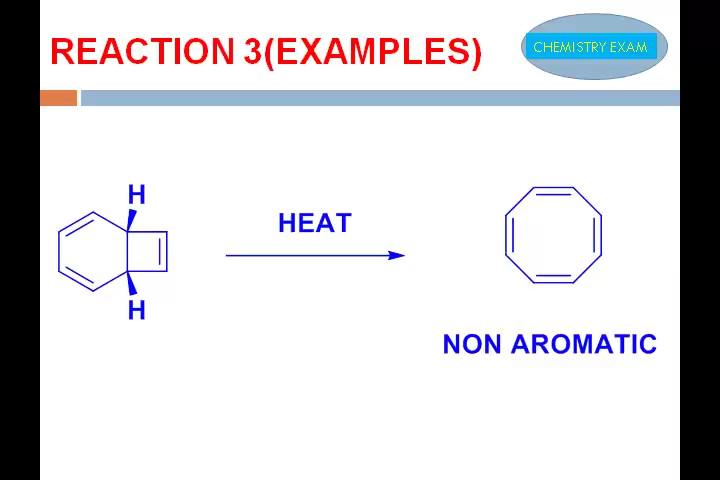 REACTION 3(EXAMPLES)
CHEMISTRY EXAM
H
HEAT
H
NON AROMATIC